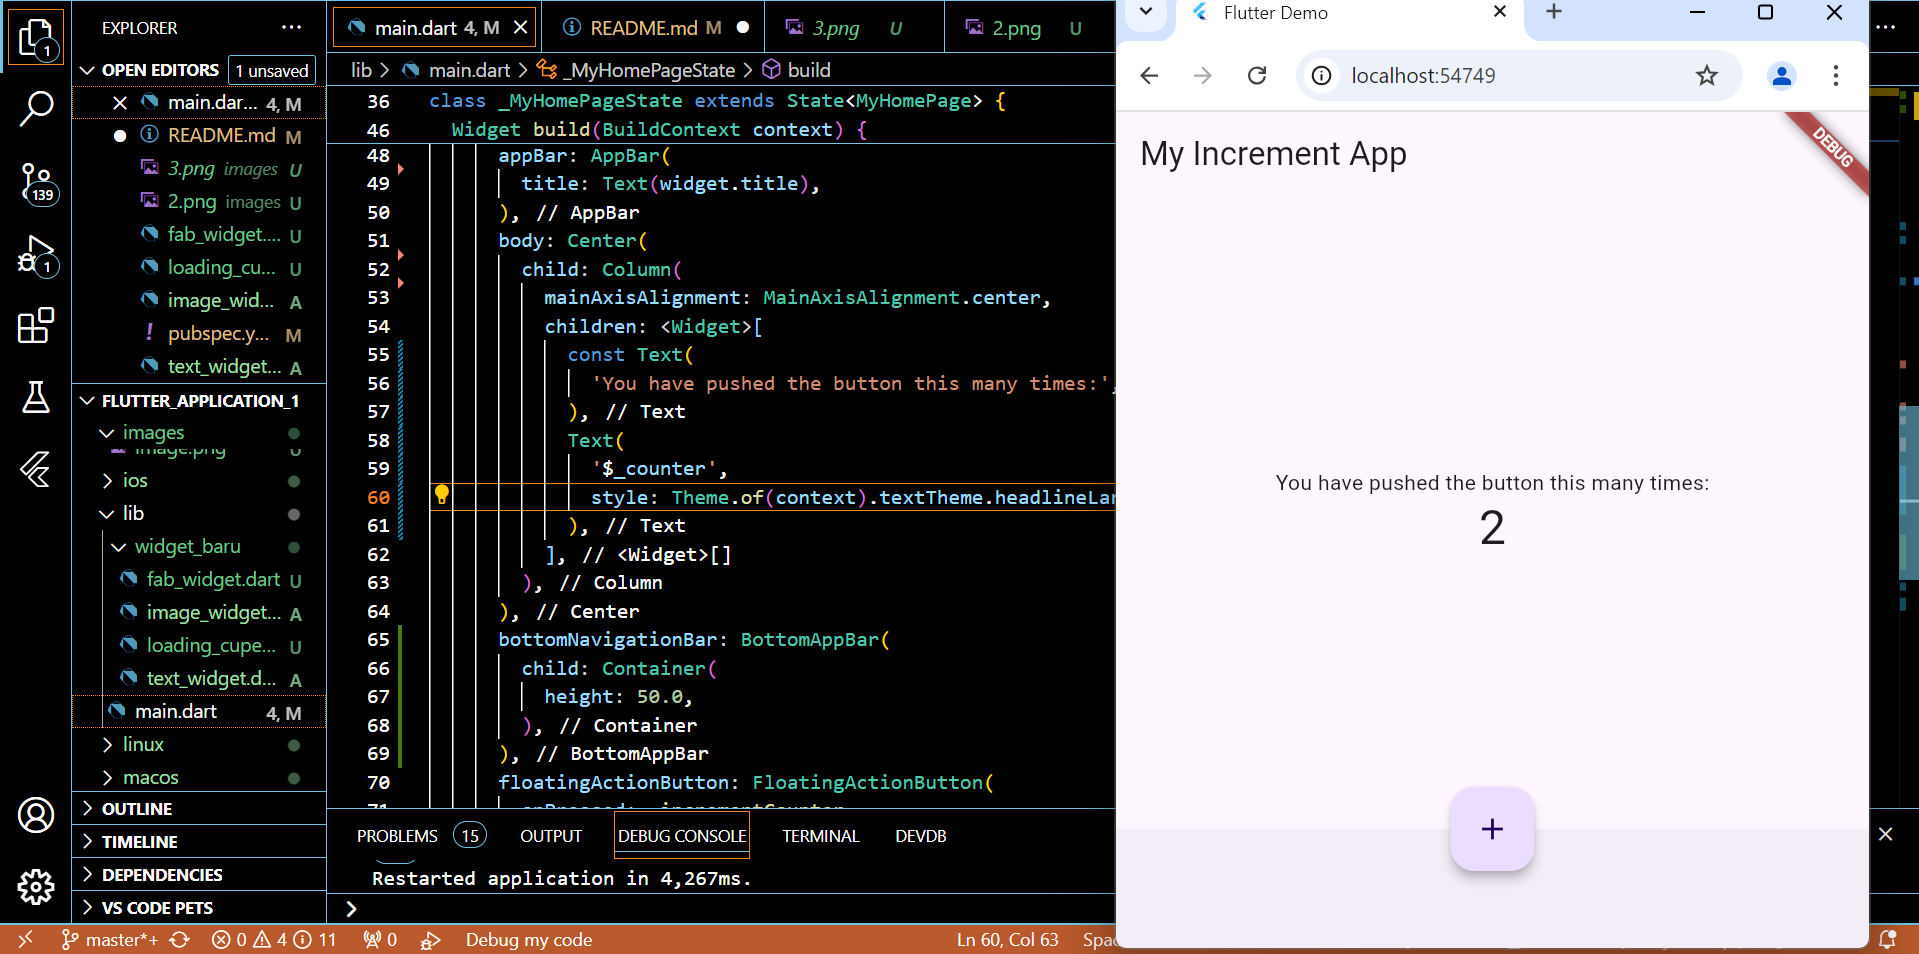 EXPLORER
OPEN EDITORS
1 unsaved
main.dar... 4, M
README.md M
3.png images U
2.png images U
fab_widget.... U
loading_cu... U
image_wid... A
pubspec.y... M
text_widget... A
FLUTTER_APPLICATION_1
images
image.png U
ios
lib
widget_baru
fab_widget.dart U
image_widget... A
loading_cupe... U
text_widget.d... A
main.dart 4, M
linux
macos
OUTLINE
TIMELINE
DEPENDENCIES
VS CODE PETS
1
139
1
main.dart 4, M
README.md M
3.png U
2.png U
lib > main.dart > _MyHomePageState > build
36 class _MyHomePageState extends State<MyHomePage> {
46 Widget build(BuildContext context) {
48 appBar: AppBar(
49 title: Text(widget.title),
50 ), // AppBar
51 body: Center(
52 child: Column(
53 mainAxisAlignment: MainAxisAlignment.center,
54 children: <Widget>[
55 const Text(
56 'You have pushed the button this many times:',
57 ), // Text
58 Text(
59 '$_counter',
60 style: Theme.of(context).textTheme.headlineLar
61 ), // Text
62 ], // <Widget>[]
63 ), // Column
64 ), // Center
65 bottomNavigationBar: BottomAppBar(
66 child: Container(
67 height: 50.0,
68 ), // Container
69 ), // BottomAppBar
70 floatingActionButton: FloatingActionButton(
PROBLEMS 15 OUTPUT DEBUG CONSOLE TERMINAL DEVDB
Restarted application in 4,267ms.
>
master*+ 0 4 11 0 Debug my code
Ln 60, Col 63 Spac
Flutter Demo
localhost:54749
My Increment App
DEBUG
You have pushed the button this many times:
2
+